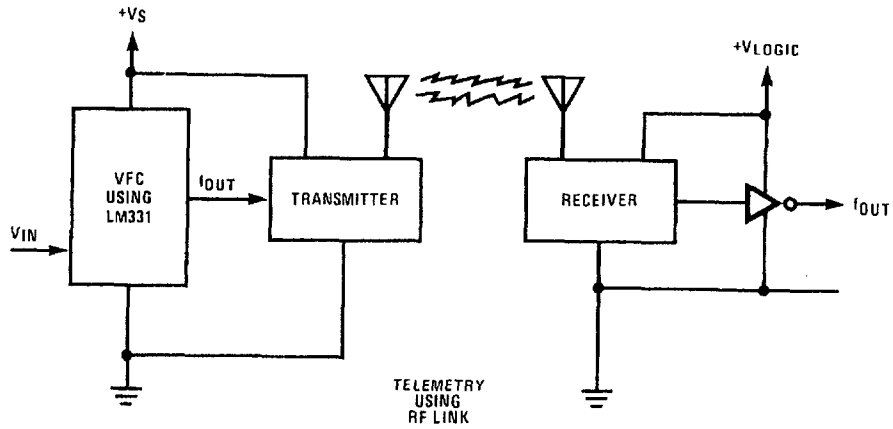 +VS
+VLOGIC
VFC
USING
LM331
fOUT
TRANSMITTER
RECEIVER
fOUT
VIN
TELEMETRY
USING
RF LINK